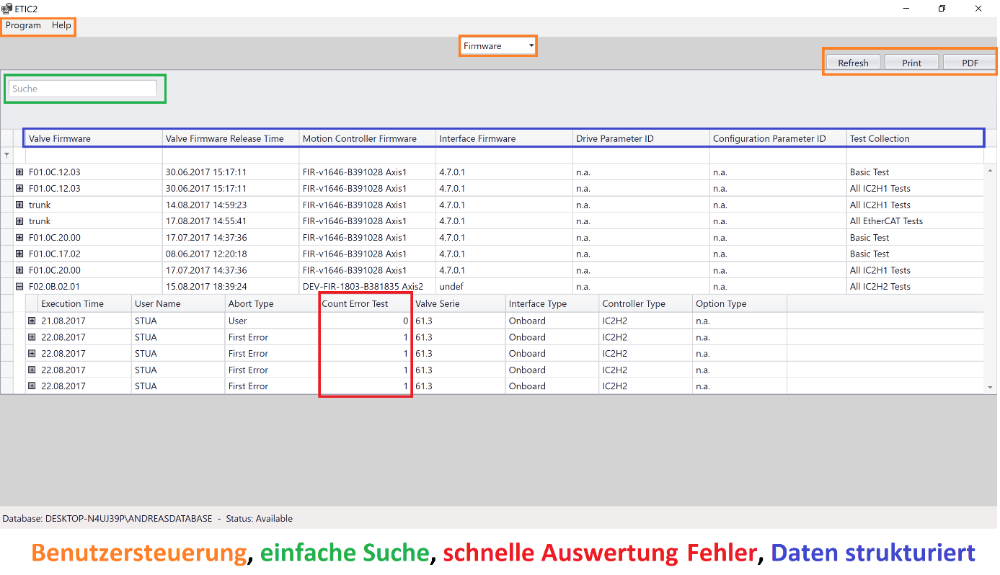 ETIC2
Program Help
Firmware
Refresh Print PDF
Suche
Valve Firmware Valve Firmware Release Time Motion Controller Firmware Interface Firmware Drive Parameter ID Configuration Parameter ID Test Collection
F01.0C.12.03 30.06.2017 15:17:11 FIR-v1646-B391028 Axis1 4.7.0.1 n.a. n.a. Basic Test
F01.0C.12.03 30.06.2017 15:17:11 FIR-v1646-B391028 Axis1 4.7.0.1 n.a. n.a. All IC2H1 Tests
trunk 14.08.2017 14:59:23 FIR-v1646-B391028 Axis1 4.7.0.1 n.a. n.a. All IC2H1 Tests
trunk 17.08.2017 14:55:41 FIR-v1646-B391028 Axis1 4.7.0.1 n.a. n.a. All EtherCAT Tests
F01.0C.20.00 17.07.2017 14:37:36 FIR-v1646-B391028 Axis1 4.7.0.1 n.a. n.a. Basic Test
F01.0C.17.02 08.06.2017 12:20:18 FIR-v1646-B391028 Axis1 4.7.0.1 n.a. n.a. Basic Test
F01.0C.20.00 17.07.2017 14:37:36 FIR-v1646-B391028 Axis1 4.7.0.1 n.a. n.a. All IC2H1 Tests
F02.0B.02.01 15.08.2017 18:39:24 DEV-FIR-1803-B381835 Axis2 undef n.a. n.a. All IC2H2 Tests
Execution Time User Name Abort Type Count Error Test Valve Serie Interface Type Controller Type Option Type
21.08.2017 STUA User 0 61.3 Onboard IC2H2 n.a.
22.08.2017 STUA First Error 1 61.3 Onboard IC2H2 n.a.
22.08.2017 STUA First Error 1 61.3 Onboard IC2H2 n.a.
22.08.2017 STUA First Error 1 61.3 Onboard IC2H2 n.a.
22.08.2017 STUA First Error 1 61.3 Onboard IC2H2 n.a.
Database: DESKTOP-N4UJ39P\ANDREASDATABASE - Status: Available
Benutzersteuerung, einfache Suche, schnelle Auswertung Fehler, Daten strukturiert